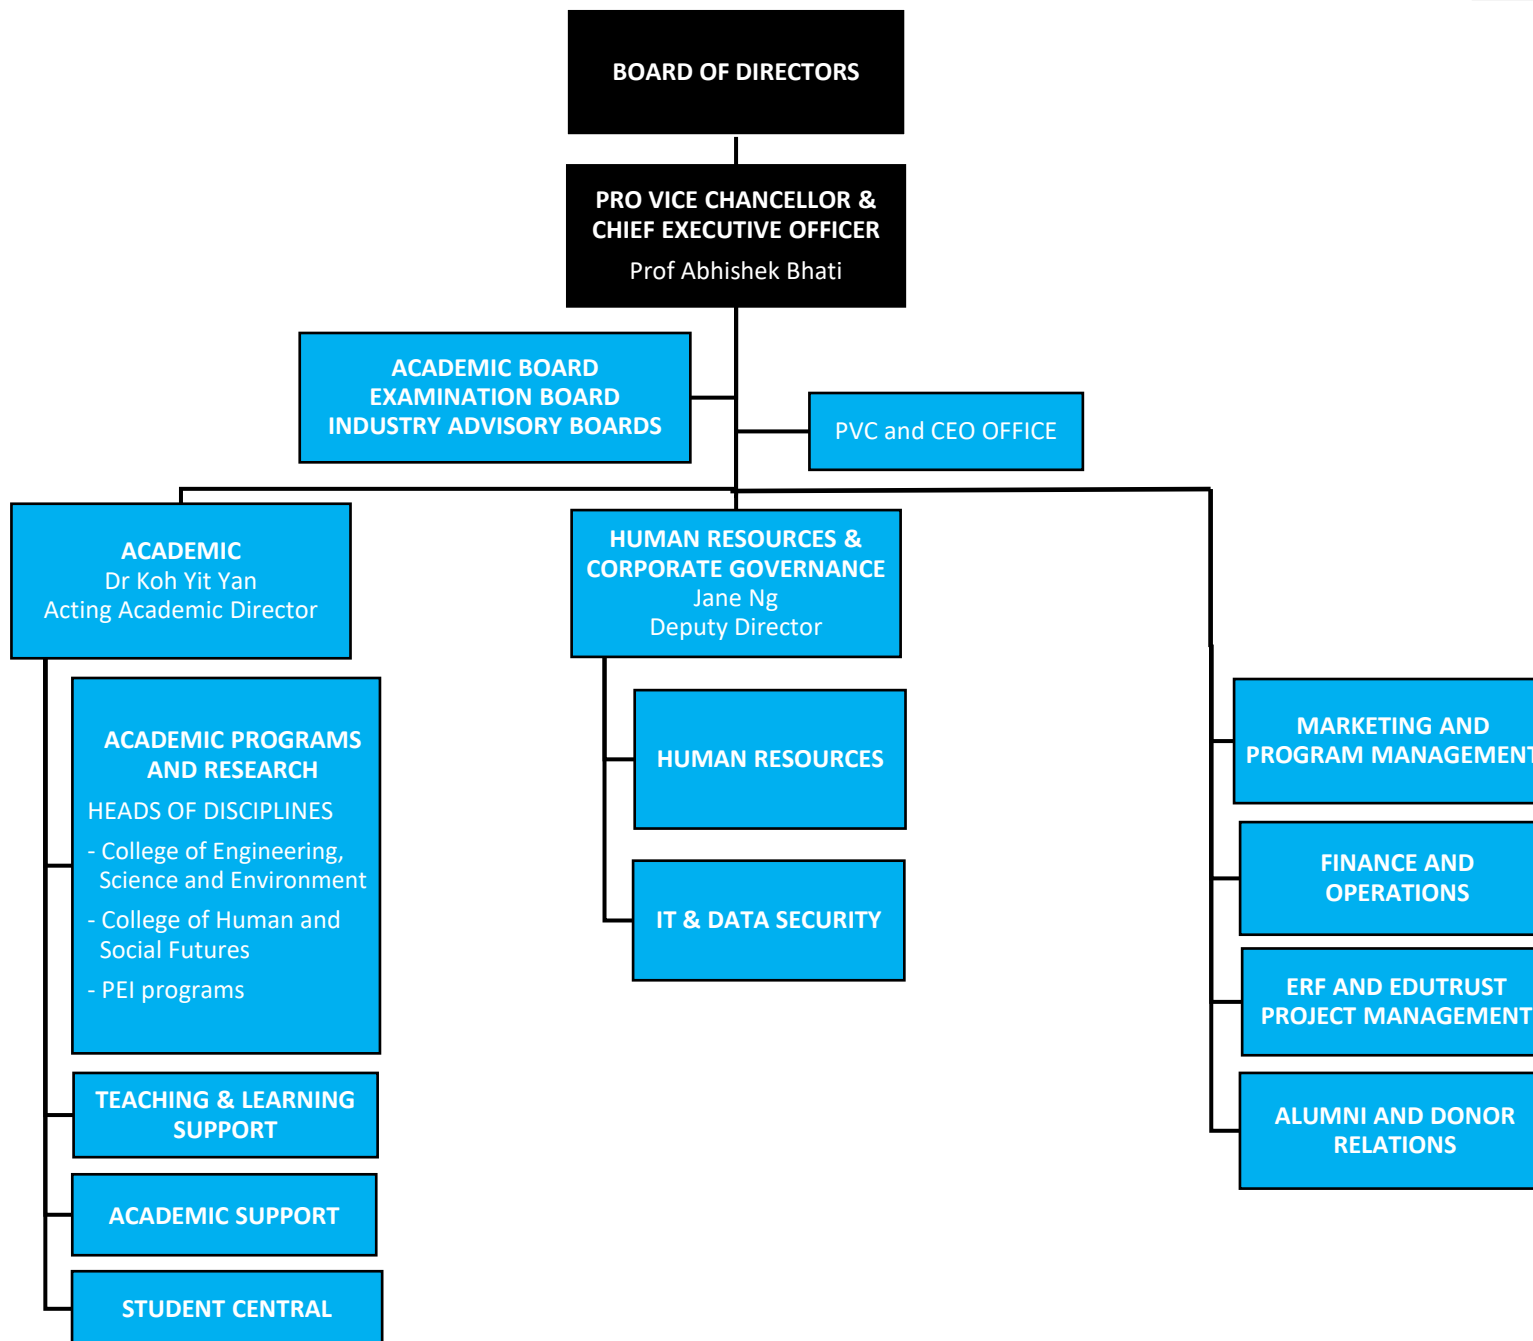 BOARD OF DIRECTORS
PRO VICE CHANCELLOR &
CHIEF EXECUTIVE OFFICER
Prof Abhishek Bhati
ACADEMIC BOARD
EXAMINATION BOARD
INDUSTRY ADVISORY BOARDS
PVC and CEO OFFICE
ACADEMIC
Dr Koh Yit Yan
Acting Academic Director
HUMAN RESOURCES &
CORPORATE GOVERNANCE
Jane Ng
Deputy Director
ACADEMIC PROGRAMS
AND RESEARCH
HEADS OF DISCIPLINES
- College of Engineering,
Science and Environment
- College of Human and
Social Futures
- PEI programs
TEACHING & LEARNING
SUPPORT
ACADEMIC SUPPORT
STUDENT CENTRAL
HUMAN RESOURCES
IT & DATA SECURITY
MARKETING AND
PROGRAM MANAGEMENT
FINANCE AND
OPERATIONS
ERF AND EDUTRUST
PROJECT MANAGEMENT
ALUMNI AND DONOR
RELATIONS